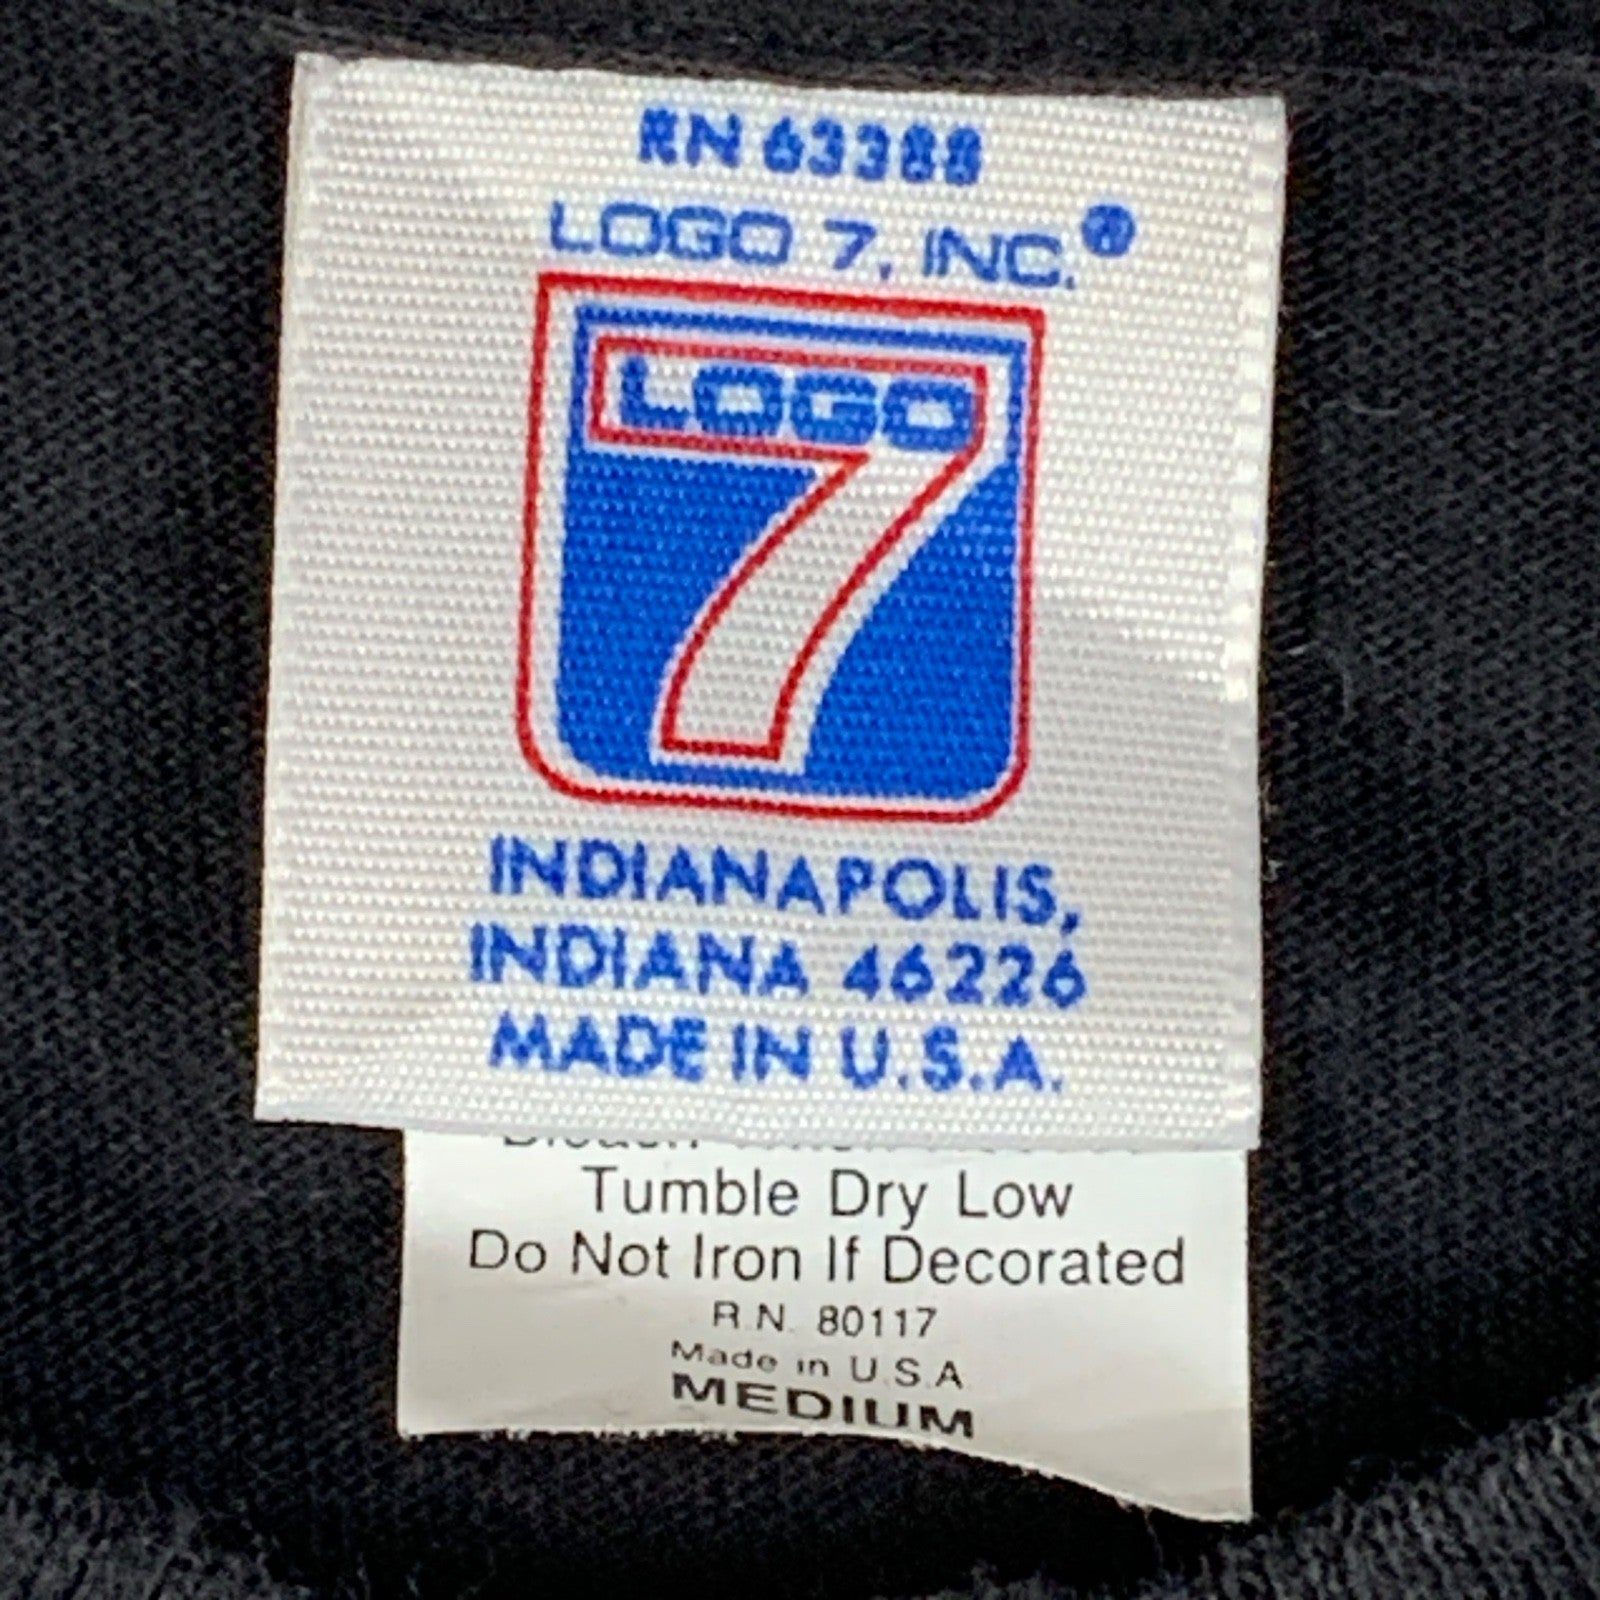 RN 63388
LOGO 7, INC.®
LOGO
7
INDIANAPOLIS,
INDIANA 46226
MADE IN U.S.A.
Tumble Dry Low
Do Not Iron If Decorated
R.N. 80117
Made in U.S.A.
MEDIUM